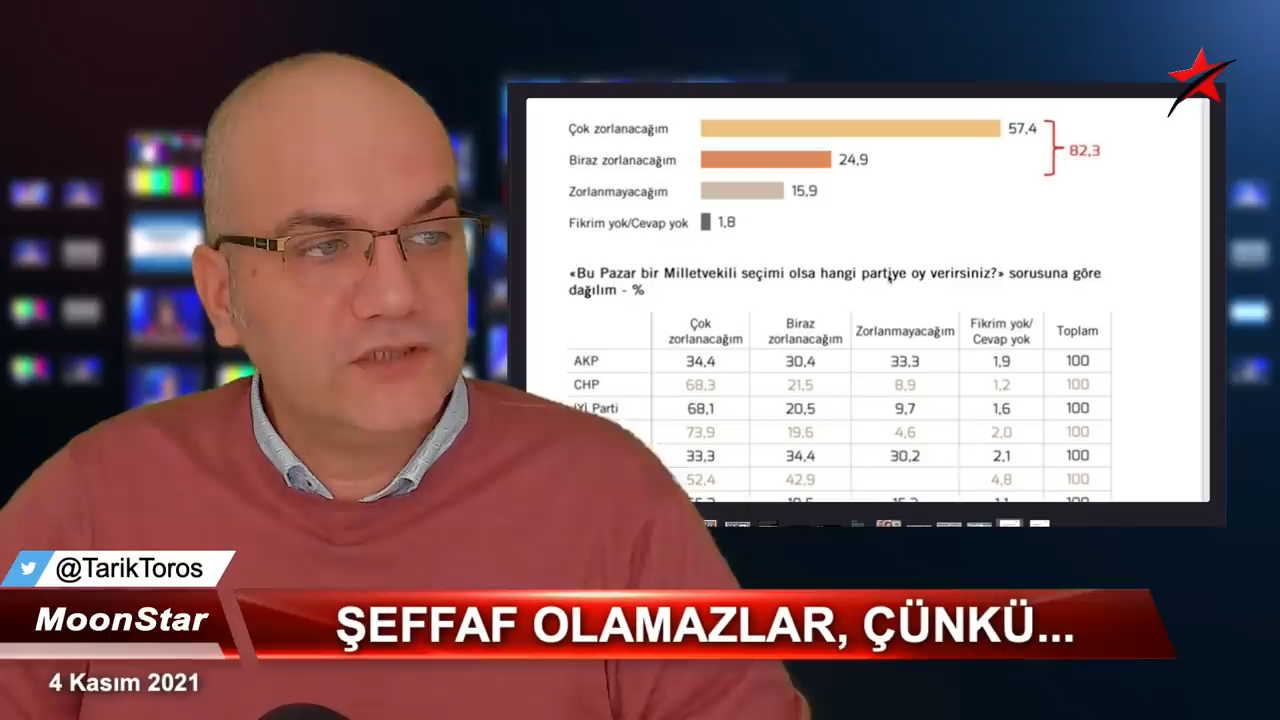 Çok zorlanacağım 57,4
82,3
Biraz zorlanacağım 24,9
Zorlanmayacağım 15,9
Fikrim yok/Cevap yok 1,8
«Bu Pazar bir Milletvekili seçimi olsa hangi partiye oy verirsiniz?» sorusuna göre
dağılım - %
Çok zorlanacağım Biraz zorlanacağım Zorlanmayacağım Fikrim yok/ Cevap yok Toplam
AKP 34,4 30,4 33,3 1,9 100
CHP 68,3 21,5 8,9 1,2 100
İYİ Parti 68,1 20,5 9,7 1,6 100
73,9 19,6 4,6 2,0 100
33,3 34,4 30,2 2,1 100
52,4 42,9 4,8 100
@TarikToros
MoonStar
ŞEFFAF OLAMAZLAR, ÇÜNKÜ...
4 Kasım 2021